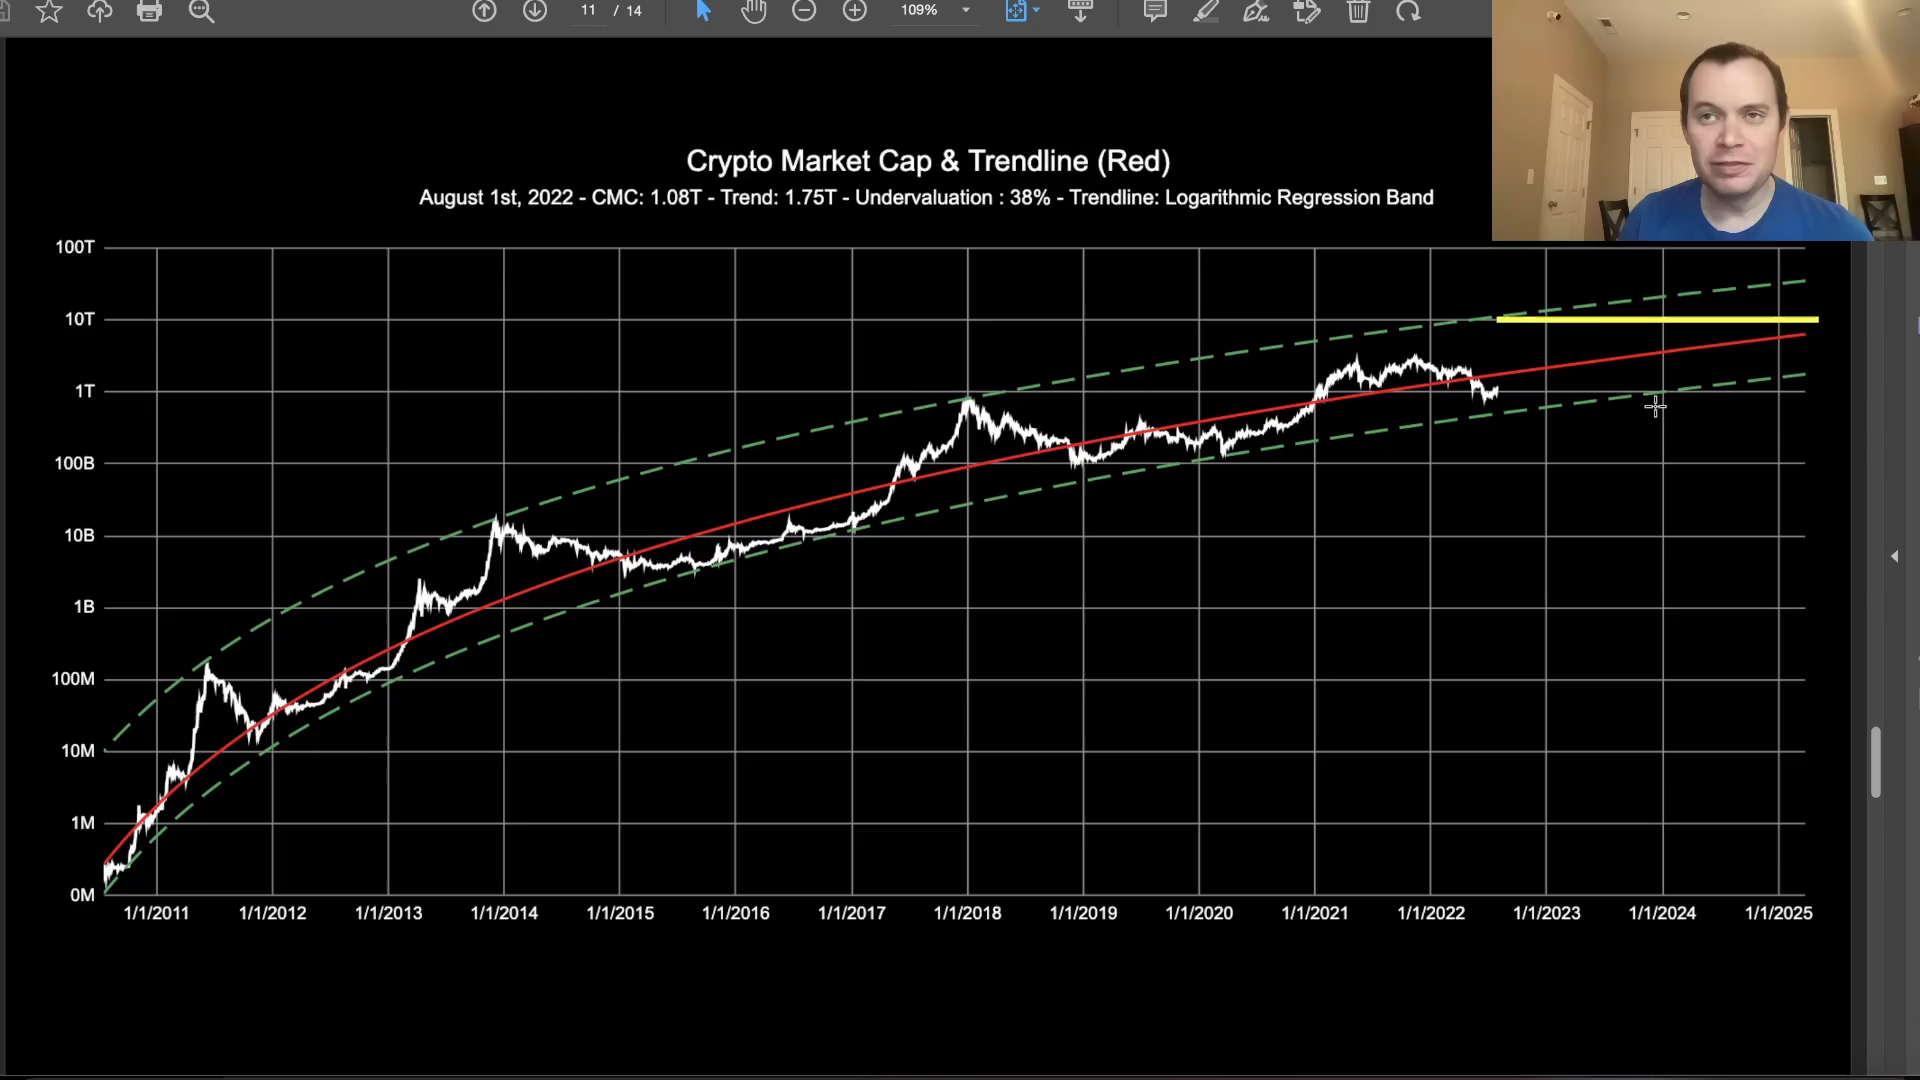 11 / 14
109%
Crypto Market Cap & Trendline (Red)
August 1st, 2022 - CMC: 1.08T - Trend: 1.75T - Undervaluation : 38% - Trendline: Logarithmic Regression Band
100T
10T
1T
100B
10B
1B
100M
10M
1M
0M
1/1/2011 1/1/2012 1/1/2013 1/1/2014 1/1/2015 1/1/2016 1/1/2017 1/1/2018 1/1/2019 1/1/2020 1/1/2021 1/1/2022 1/1/2023 1/1/2024 1/1/2025